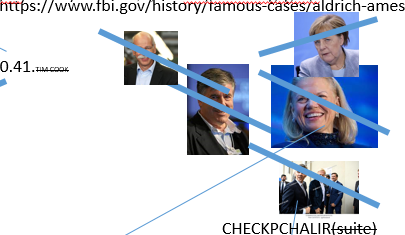 https://www.fbi.gov/history/famous-cases/aldrich-ames
0.41.TIM COOK
CHECKPCHALIR(suite)